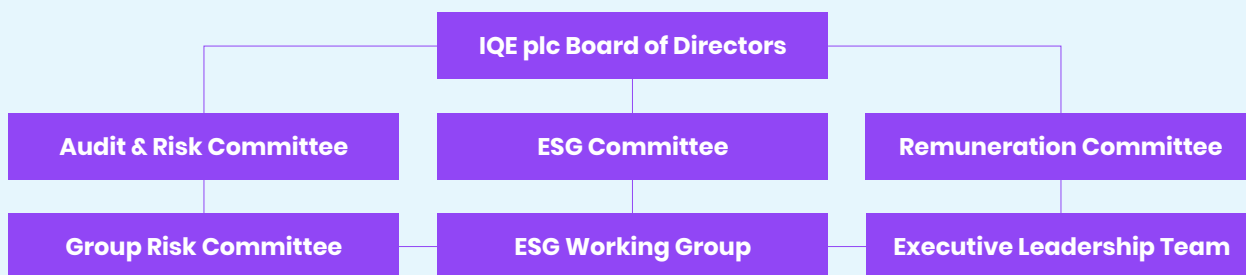 IQE plc Board of Directors
Audit & Risk Committee
ESG Committee
Remuneration Committee
Group Risk Committee
ESG Working Group
Executive Leadership Team